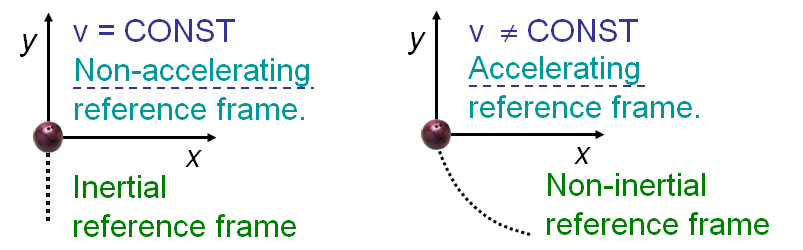 y
v = CONST
Non-accelerating
reference frame.
x
Inertial
reference frame
y
v ≠ CONST
Accelerating
reference frame.
x
Non-inertial
reference frame